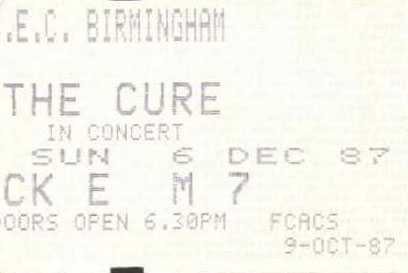 .E.C. BIRMINGHAM
THE CURE
IN CONCERT
SUN 6 DEC 87
CK E M 7
OORS OPEN 6.30PM FCACS
9-OCT-87